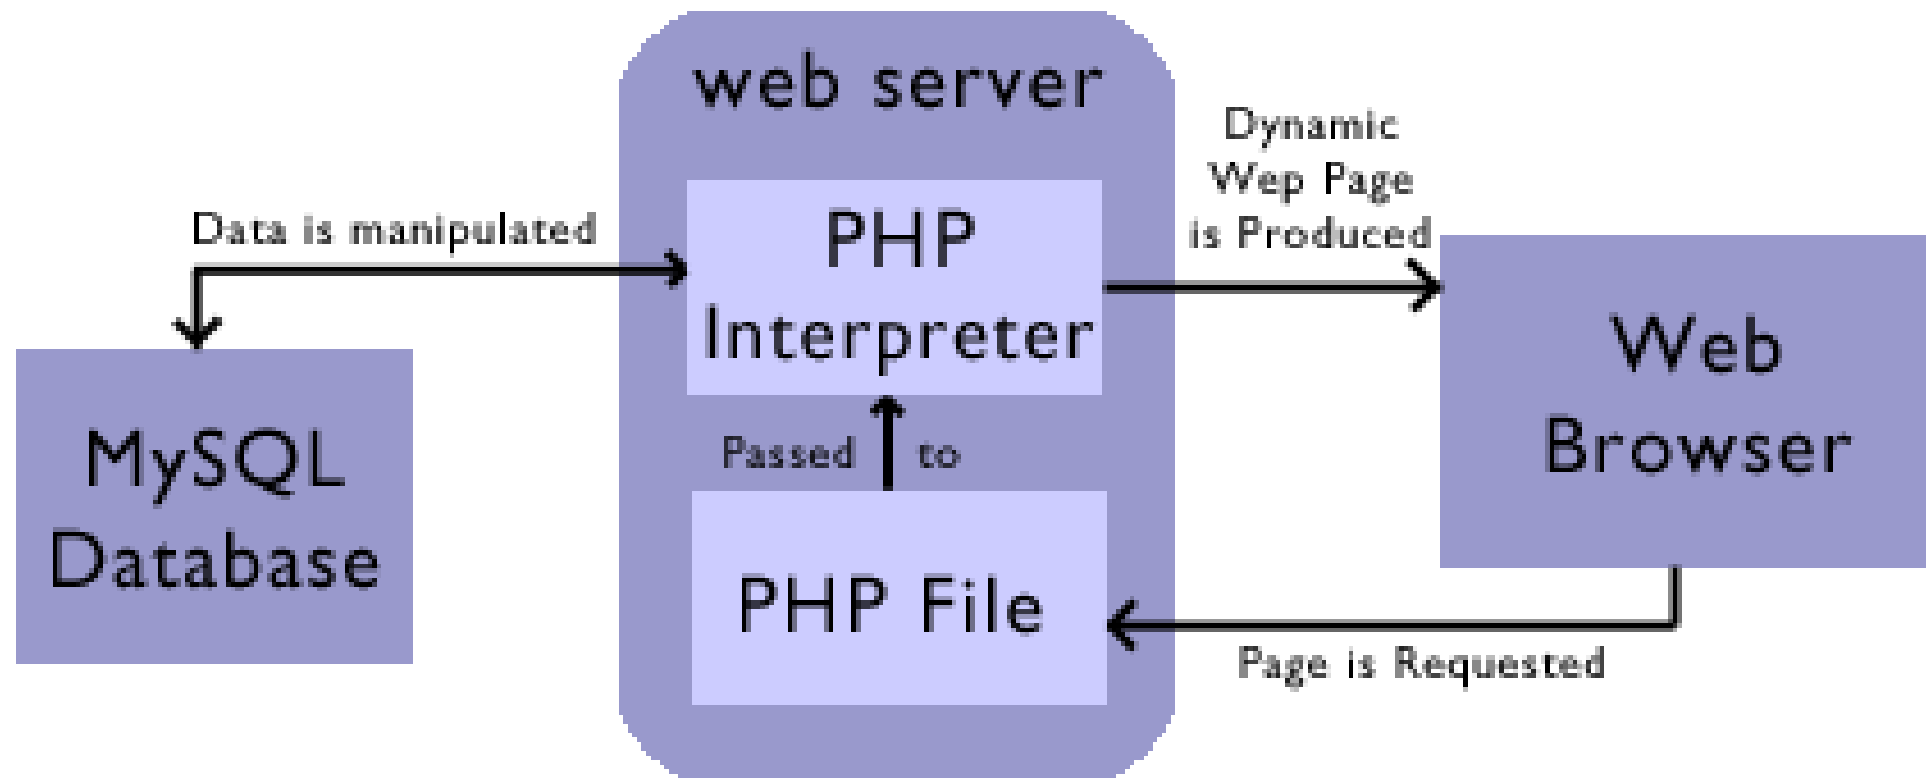 web server
Dynamic
Wep Page
is Produced
Data is manipulated
PHP
Interpreter
Web
Browser
MySQL
Database
Passed to
PHP File
Page is Requested